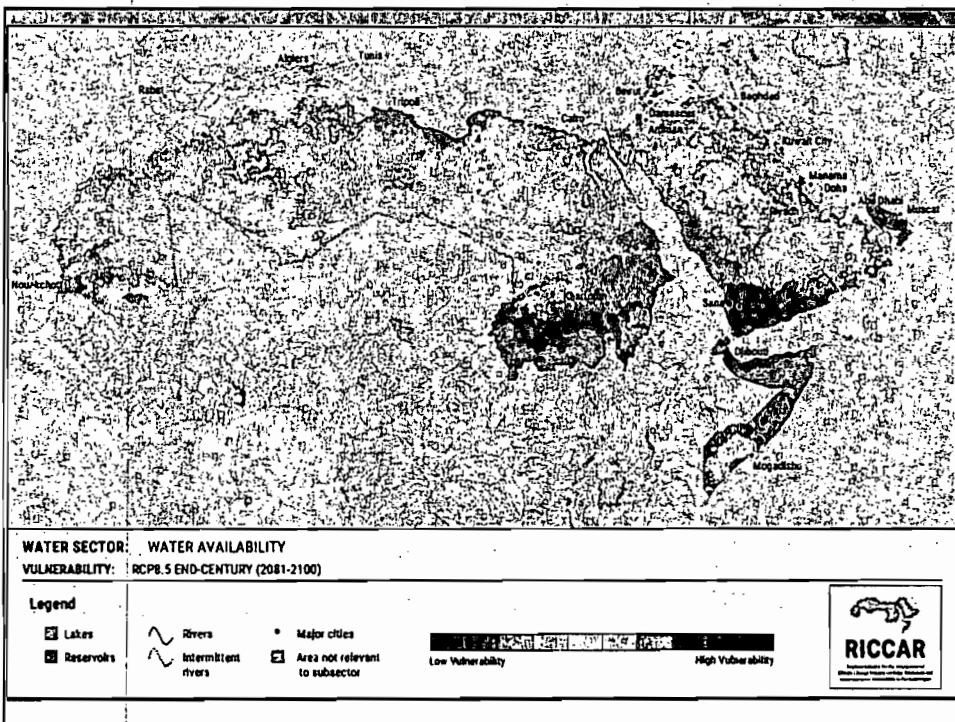 Algiers
Tunis
Rabat
Tripoli
Beirut
Baghdad
Damascus
Cairo
Kuwait City
Manama
Doha
Abu Dhabi
Muscat
Djibouti
Mogadishu
WATER SECTOR: WATER AVAILABILITY
VULNERABILITY: RCP8.5 END-CENTURY (2081-2100)
Legend
Lakes
Rivers
Major cities
Reservoirs
Intermittent
rivers
Area not relevant
to subsector
Low Vulnerability
High Vulnerability
RICCAR